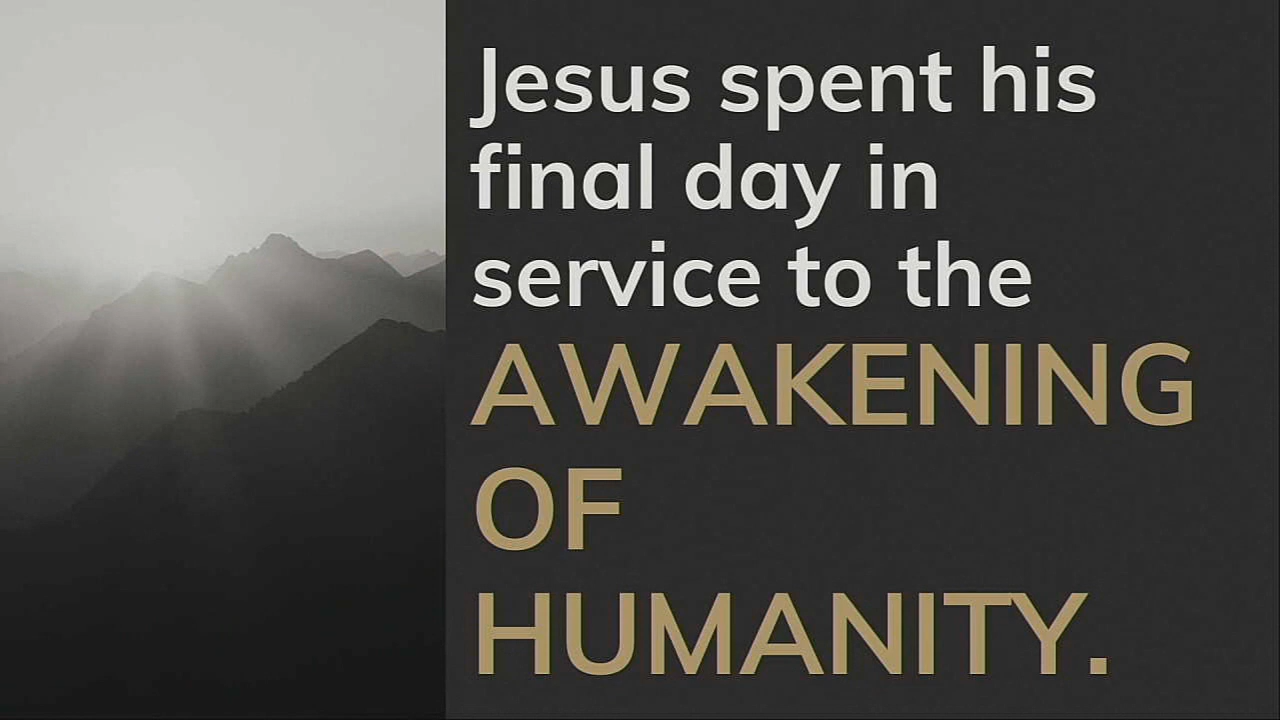 Jesus spent his
final day in
service to the
AWAKENING
OF
HUMANITY.